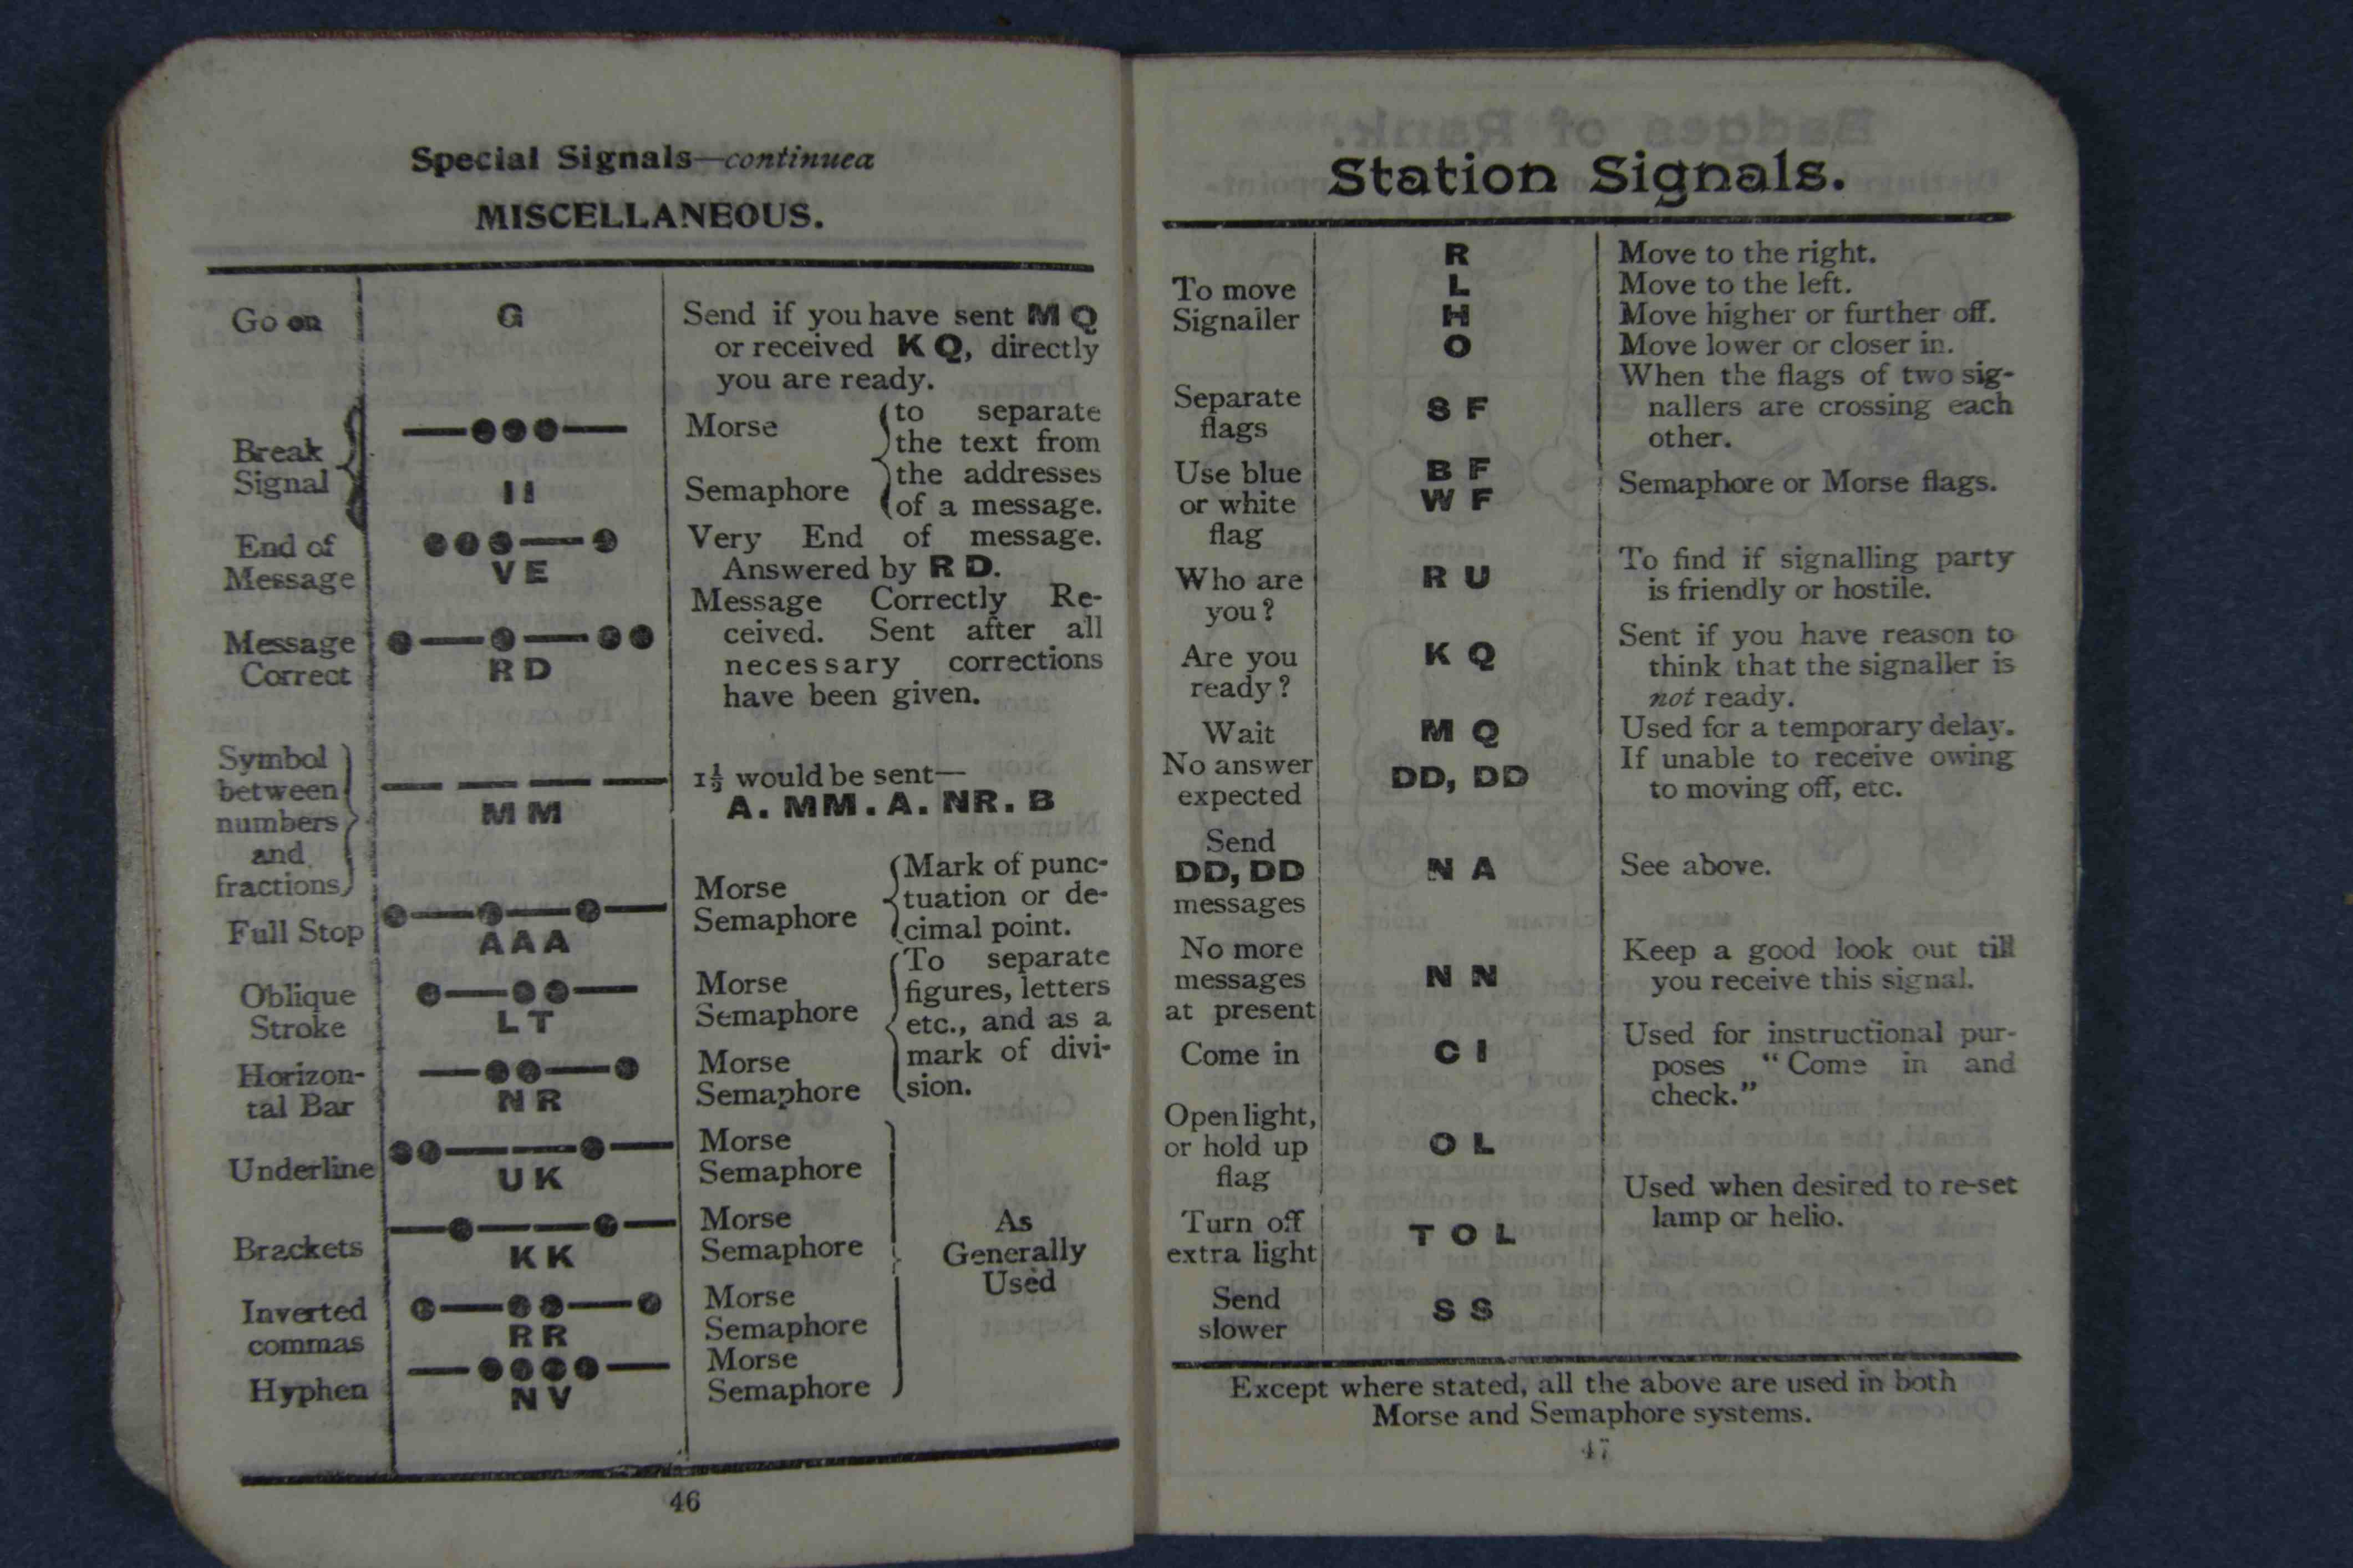 Special Signals—continuea
MISCELLANEOUS.
Go on
G
Send if you have sent M Q
or received K Q, directly
you are ready.
Break
Signal
I I
Morse
Semaphore
to separate
the text from
the addresses
of a message.
End of
Message
V E
Very End of message.
Answered by R D.
Message
Correct
R D
Message Correctly Re-
ceived. Sent after all
necessary corrections
have been given.
Symbol
between
numbers
and
fractions
M M
would be sent—
A. MM. A. NR. B
Full Stop
A A A
Morse
Semaphore
Mark of punc-
tuation or de-
cimal point.
Oblique
Stroke
L T
Morse
Semaphore
Horizon-
tal Bar
N R
Morse
Semaphore
To separate
figures, letters
etc., and as a
mark of divi-
sion.
Underline
U K
Morse
Semaphore
Brackets
K K
Morse
Semaphore
Inverted
commas
R R
Morse
Semaphore
Hyphen
N V
Morse
Semaphore
As
Generally
Used
46
Station Signals.
To move
Signaller
R
Move to the right.
L
Move to the left.
H
Move higher or further off.
O
Move lower or closer in.
Separate
flags
S F
When the flags of two sig-
nallers are crossing each
other.
Use blue
or white
flag
B F
W F
Semaphore or Morse flags.
Who are
you?
R U
To find if signalling party
is friendly or hostile.
Are you
ready?
K Q
Sent if you have reason to
think that the signaller is
not ready.
Wait
M Q
Used for a temporary delay.
No answer
expected
DD, DD
If unable to receive owing
to moving off, etc.
Send
DD, DD
messages
N A
See above.
No more
messages
at present
N N
Keep a good look out till
you receive this signal.
Come in
C I
Used for instructional pur-
poses "Come in and
check."
Open light,
or hold up
flag
O L
Used when desired to re-set
lamp or helio.
Turn off
extra light
T O L
Send
slower
S S
Except where stated, all the above are used in both
Morse and Semaphore systems.
47